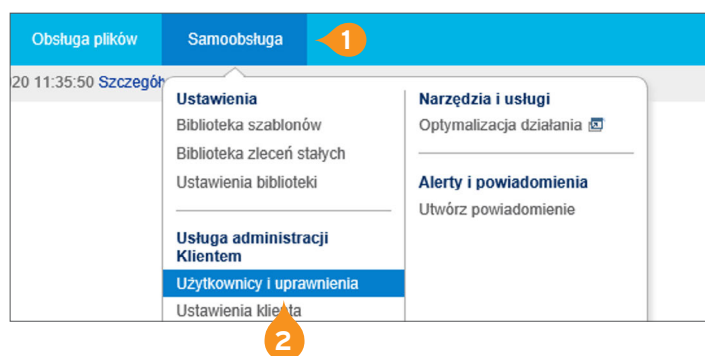 Obsługa plików
Samoobsługa
1
20 11:35:50 Szczegół
Ustawienia
Biblioteka szablonów
Biblioteka zleceń stałych
Ustawienia biblioteki
Usługa administracji
Klientem
Użytkownicy i uprawnienia
Ustawienia klienta
2
Narzędzia i usługi
Optymalizacja działania
Alerty i powiadomienia
Utwórz powiadomienie